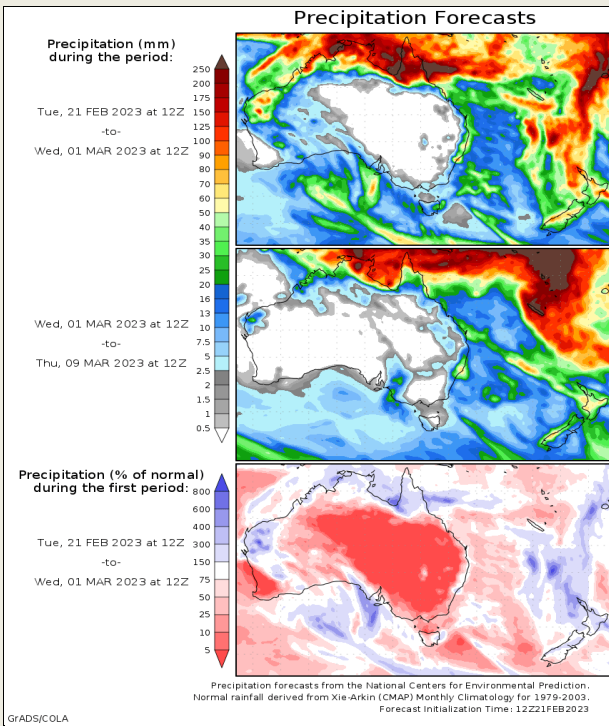 Precipitation Forecasts
Precipitation (mm)
during the period:
Tue, 21 FEB 2023 at 12Z
-to-
Wed, 01 MAR 2023 at 12Z
250
200
175
150
125
100
90
80
70
60
50
40
35
30
25
20
16
13
10
7.5
5
2.5
2
1.5
1
0.5
Wed, 01 MAR 2023 at 12Z
-to-
Thu, 09 MAR 2023 at 12Z
Precipitation (% of normal)
during the first period:
Tue, 21 FEB 2023 at 12Z
-to-
Wed, 01 MAR 2023 at 12Z
800
600
400
300
150
75
50
25
10
5
Precipitation forecasts from the National Centers for Environmental Prediction.
Normal rainfall derived from Xie-Arkin (CMAP) Monthly Climatology for 1979-2003.
Forecast Initialization Time: 12Z21FEB2023
GrADS/COLA